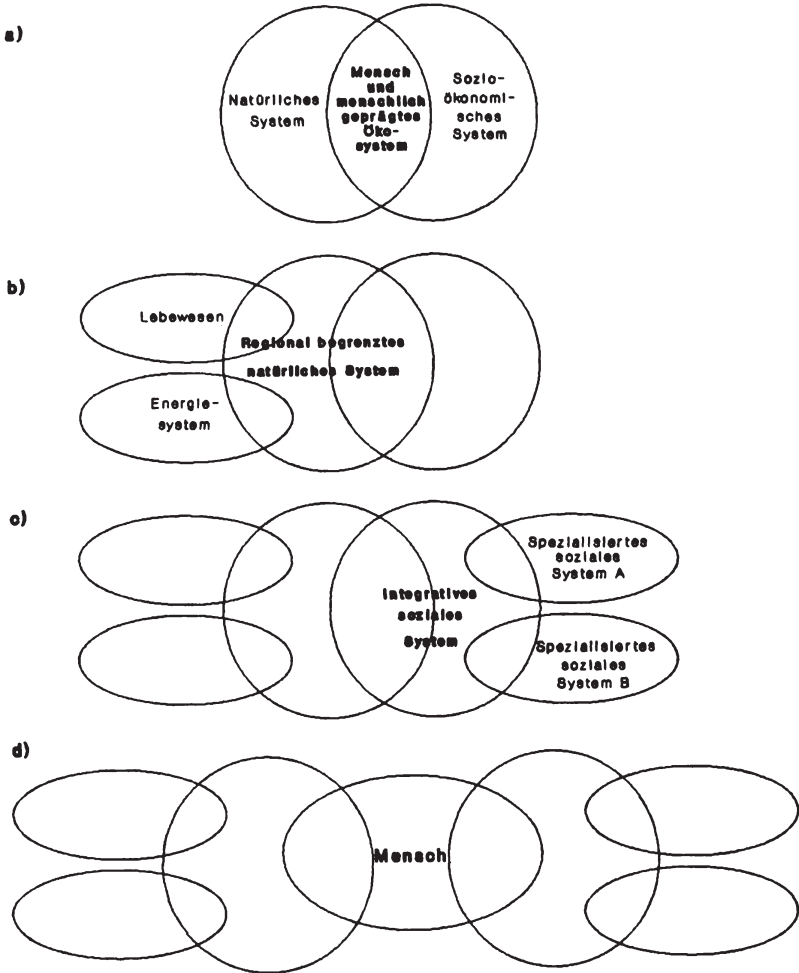 a)
Natürliches
System
Mensch
und
menschlich
geprägtes
Öko-
system
Sozio-
ökonomi-
sches
System
b)
Lebewesen
Regional begrenztes
natürliches System
Energie-
system
c)
Spezialisiertes
soziales
System A
Integratives
soziales
System
Spezialisiertes
soziales
System B
d)
Mensch